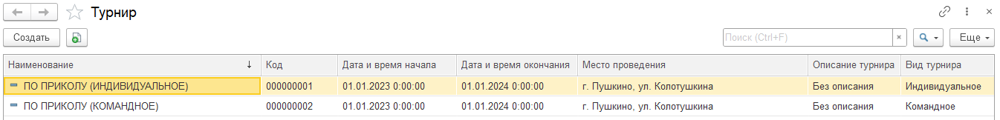 Турнир
Создать Поиск (Ctrl+F) × Еще
Наименование ↓ Код Дата и время начала Дата и время окончания Место проведения Описание турнира Вид турнира
ПО ПРИКОЛУ (ИНДИВИДУАЛЬНОЕ) 000000001 01.01.2023 0:00:00 01.01.2024 0:00:00 г. Пушкино, ул. Колотушкина Без описания Индивидуальное
ПО ПРИКОЛУ (КОМАНДНОЕ) 000000002 01.01.2023 0:00:00 01.01.2024 0:00:00 г. Пушкино, ул. Колотушкина Без описания Командное